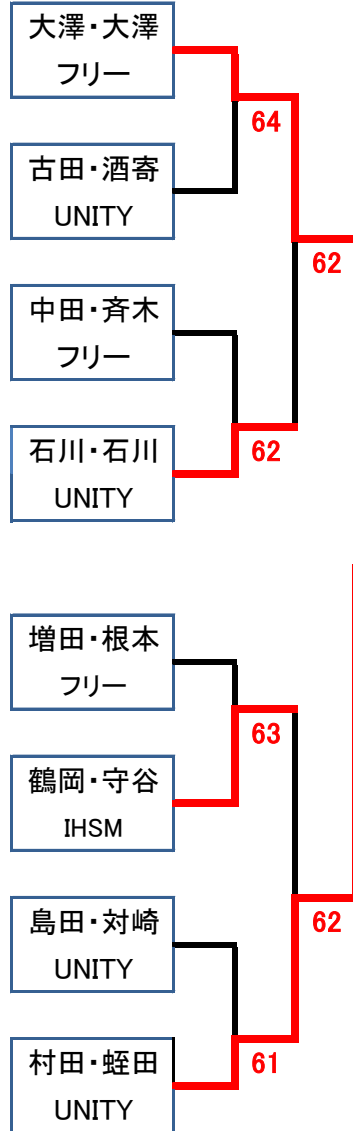 大澤・大澤
フリー
64
古田・酒寄
UNITY
62
中田・斉木
フリー
石川・石川
UNITY
62
増田・根本
フリー
63
鶴岡・守谷
IHSM
島田・対崎
UNITY
62
村田・蛭田
UNITY
61